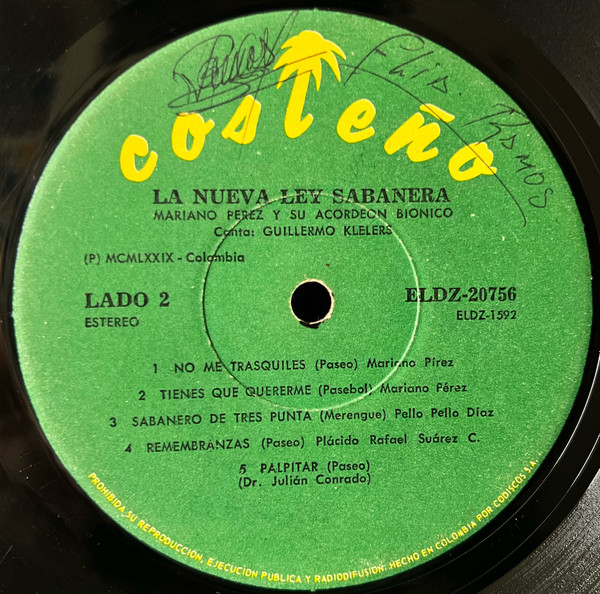 Elia. Ramos
costeño
LA NUEVA LEY SABANERA
MARIANO PEREZ Y SU ACORDEON BIONICO
Canta: GUILLERMO KLELERS
(P) MCMLXXIX - Colombia
LADO 2
ESTEREO
ELDZ-20756
ELDZ-1592
1 NO ME TRASQUILES (Paseo) Mariano Pírez
2 TIENES QUE QUERERME (Pasebol) Mariano Pérez
3 SABANERO DE TRES PUNTA (Merengue) Pello Pello Díaz
4 REMEMBRANZAS (Paseo) Plácido Rafael Suárez C.
5 PALPITAR (Paseo)
(Dr. Julián Conrado)
PROHIBIDA SU REPRODUCCION, EJECUCION PUBLICA Y RADIODIFUSION: HECHO EN COLOMBIA POR CODISCOS S.A.